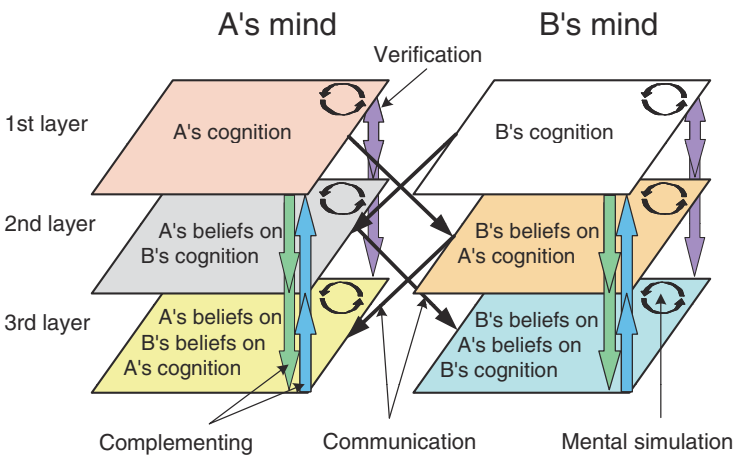 A's mind
B's mind
Verification
1st layer
A's cognition
B's cognition
2nd layer
A's beliefs on
B's cognition
B's beliefs on
A's cognition
3rd layer
A's beliefs on
B's beliefs on
A's cognition
B's beliefs on
A's beliefs on
B's cognition
Complementing
Communication
Mental simulation